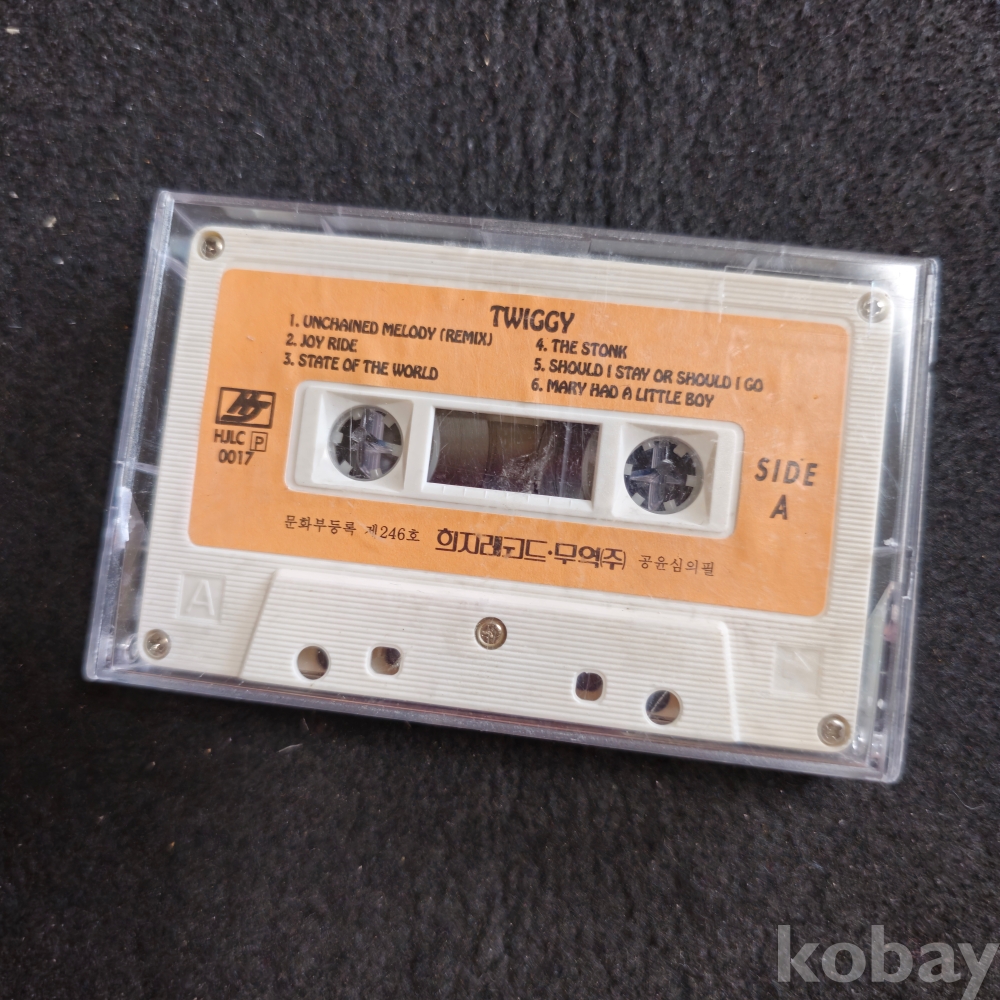 TWIGGY
1. UNCHAINED MELODY (REMIX)
2. JOY RIDE
3. STATE OF THE WORLD
4. THE STONK
5. SHOULD I STAY OR SHOULD I GO
6. MARY HAD A LITTLE BOY
HJ
HJLC P
0017
SIDE
A
문화부등록 제246호 희지레코드·무역(주) 공윤심의필
A
kobay